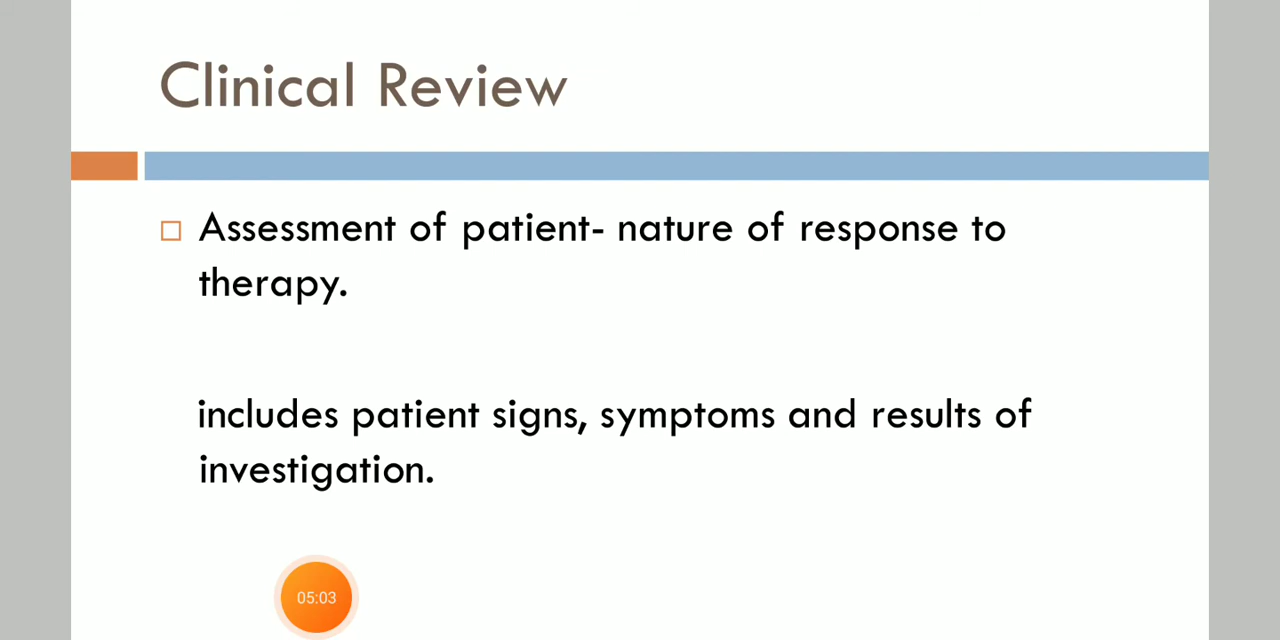 Clinical Review
Assessment of patient- nature of response to
therapy.
includes patient signs, symptoms and results of
investigation.
05:03